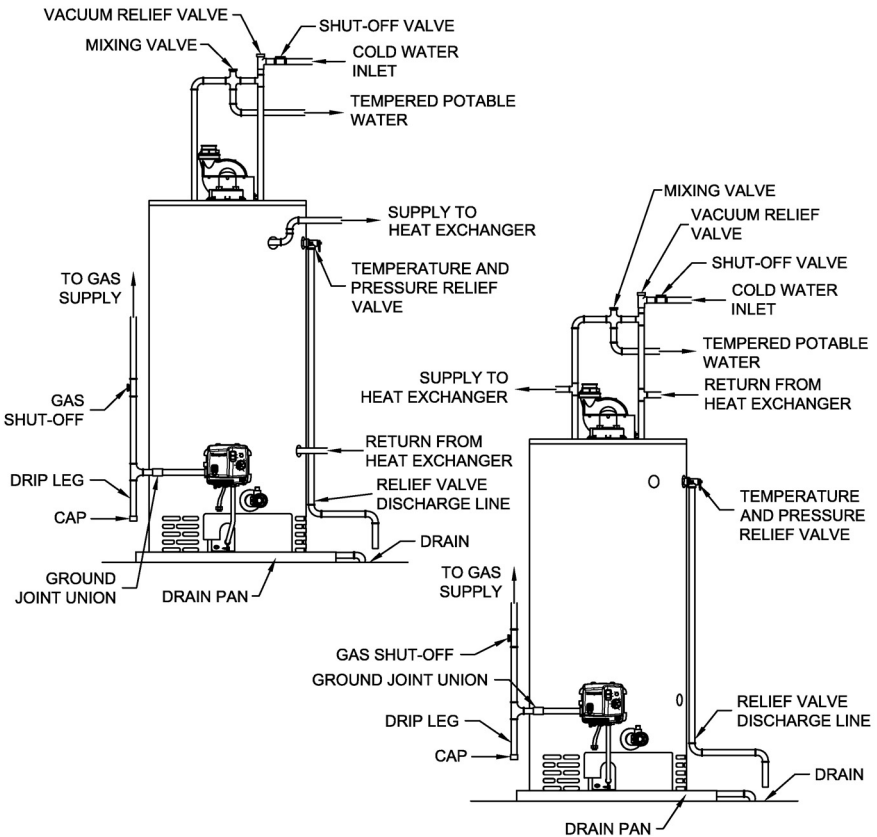 VACUUM RELIEF VALVE
SHUT-OFF VALVE
MIXING VALVE
COLD WATER
INLET
TEMPERED POTABLE
WATER
SUPPLY TO
HEAT EXCHANGER
TO GAS
SUPPLY
TEMPERATURE AND
PRESSURE RELIEF
VALVE
GAS
SHUT-OFF
RETURN FROM
HEAT EXCHANGER
DRIP LEG
RELIEF VALVE
DISCHARGE LINE
CAP
DRAIN
GROUND
JOINT UNION
DRAIN PAN
MIXING VALVE
VACUUM RELIEF
VALVE
SHUT-OFF VALVE
COLD WATER
INLET
TEMPERED POTABLE
WATER
SUPPLY TO
HEAT EXCHANGER
RETURN FROM
HEAT EXCHANGER
TEMPERATURE
AND PRESSURE
RELIEF VALVE
TO GAS
SUPPLY
GAS SHUT-OFF
GROUND JOINT UNION
DRIP LEG
RELIEF VALVE
DISCHARGE LINE
CAP
DRAIN
DRAIN PAN